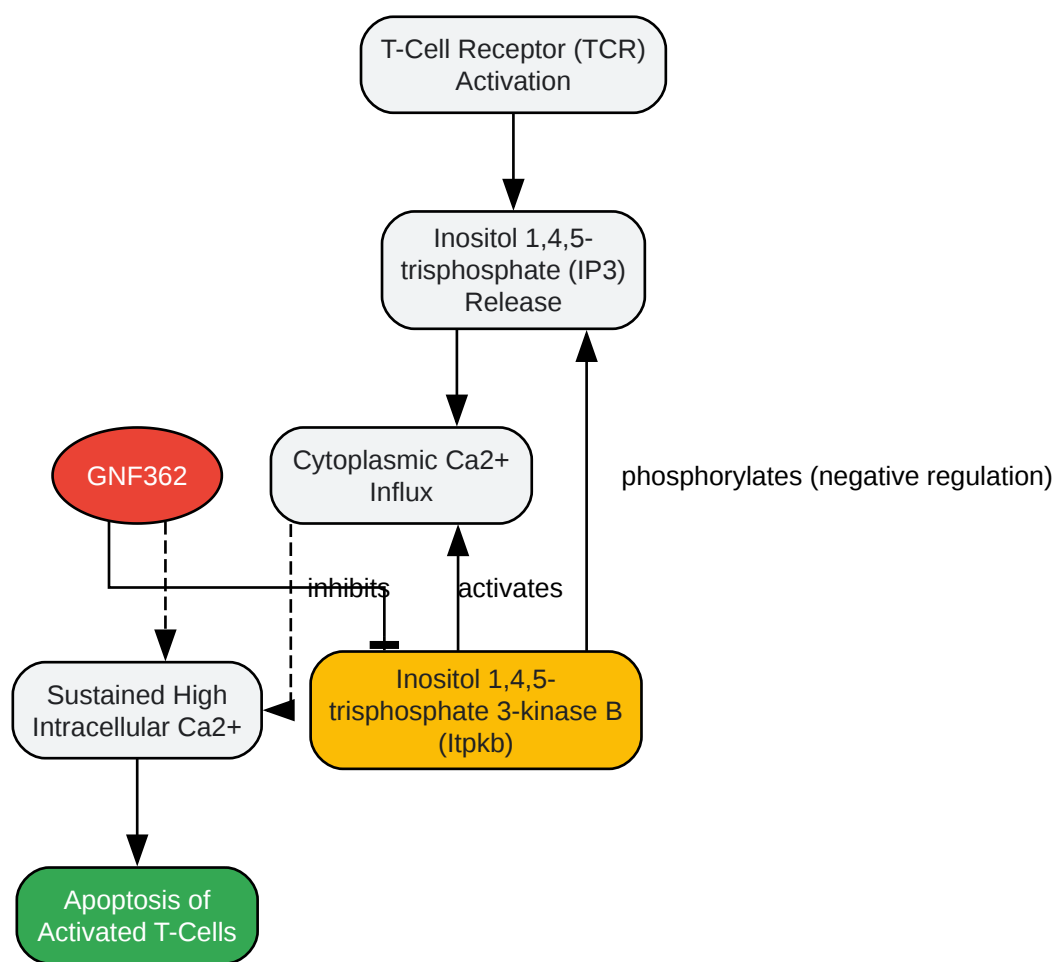 T-Cell Receptor (TCR)
Activation
Inositol 1,4,5-
trisphosphate (IP3)
Release
GNF362
Cytoplasmic Ca2+
Influx
phosphorylates (negative regulation)
inhibits
activates
Sustained High
Intracellular Ca2+
Inositol 1,4,5-
trisphosphate 3-kinase B
(Itpkb)
Apoptosis of
Activated T-Cells